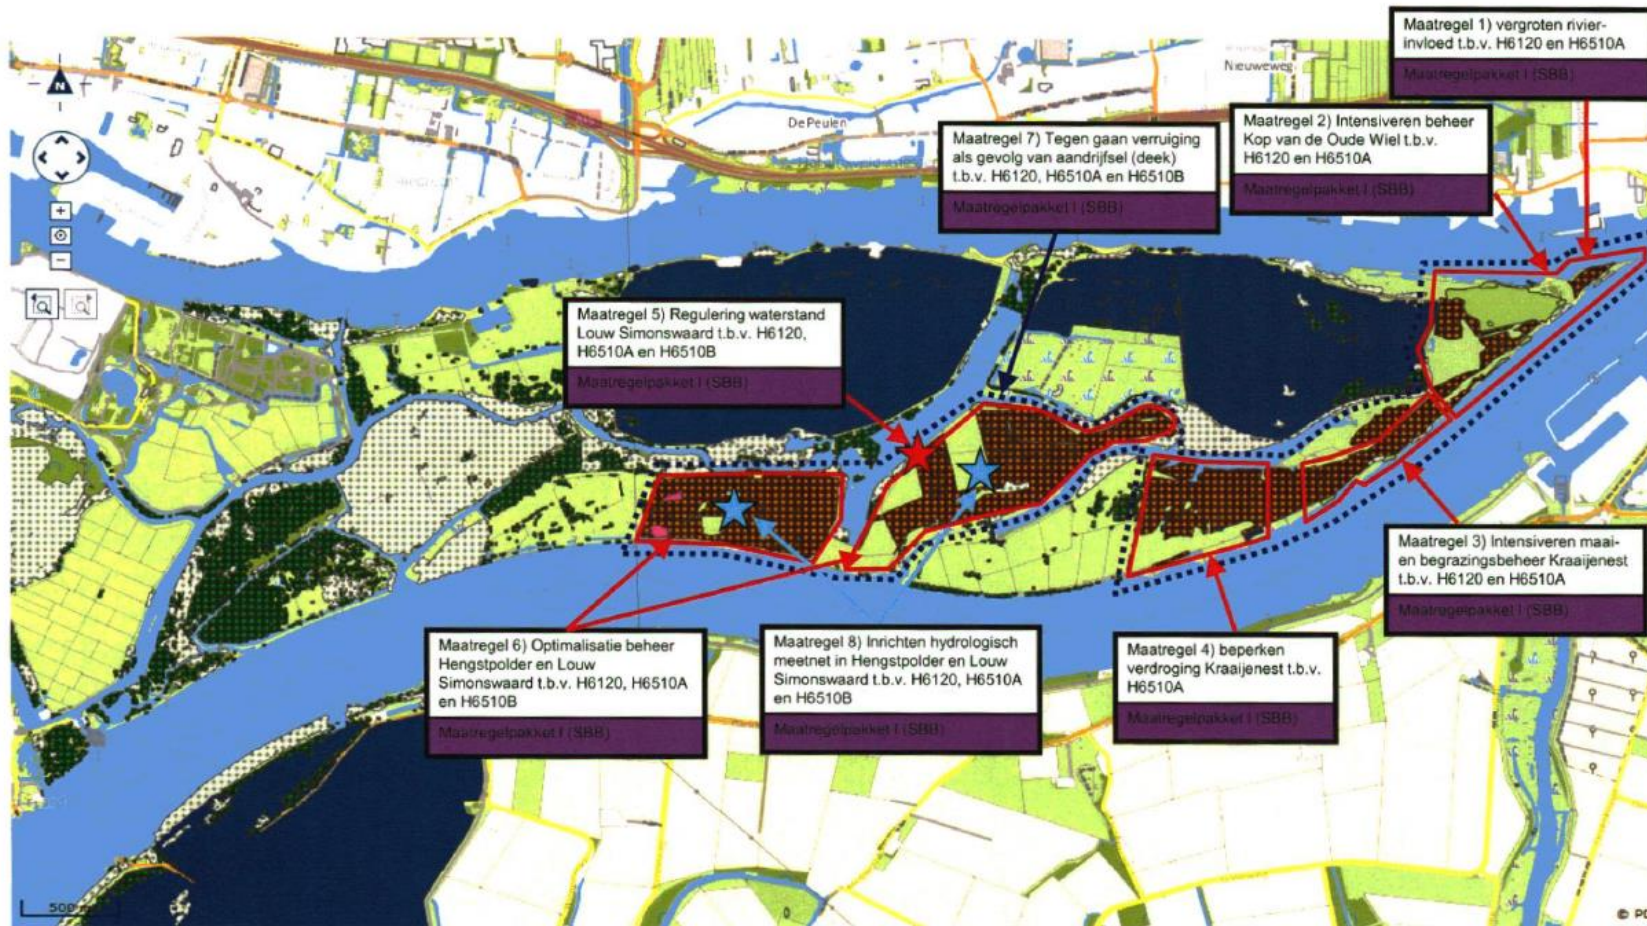 Maatregel 1) vergroten rivier-
invloed t.b.v. H6120 en H6510A
Maatregelpakket I (SBB)
Nieuweweg
Maatregel 2) Intensiveren beheer
Kop van de Oude Wiel t.b.v.
H6120 en H6510A
Maatregelpakket I (SBB)
De Peulen
Maatregel 7) Tegen gaan verruiging
als gevolg van aandrijfsel (deek)
t.b.v. H6120, H6510A en H6510B
Maatregelpakket I (SBB)
N
Maatregel 5) Regulering waterstand
Louw Simonswaard t.b.v. H6120,
H6510A en H6510B
Maatregelpakket I (SBB)
Maatregel 3) Intensiveren maai-
en begrazingsbeheer Kraaijenest
t.b.v. H6120 en H6510A
Maatregelpakket I (SBB)
Maatregel 6) Optimalisatie beheer
Hengstpolder en Louw
Simonswaard t.b.v. H6120, H6510A
en H6510B
Maatregelpakket I (SBB)
Maatregel 8) Inrichten hydrologisch
meetnet in Hengstpolder en Louw
Simonswaard t.b.v. H6120, H6510A
en H6510B
Maatregelpakket I (SBB)
Maatregel 4) beperken
verdroging Kraaijenest t.b.v.
H6510A
Maatregelpakket I (SBB)
500 m